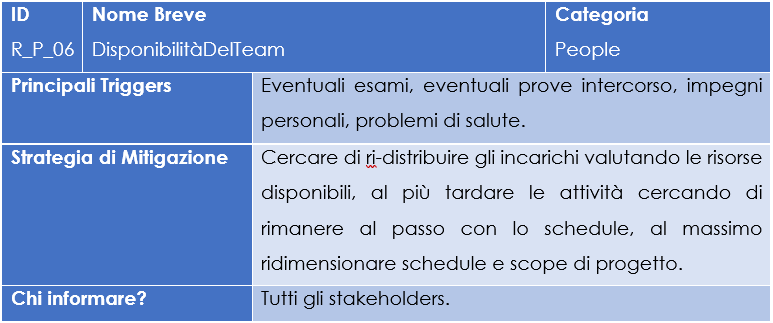 ID Nome Breve Categoria
R_P_06 DisponibilitàDelTeam People
Principali Triggers Eventuali esami, eventuali prove intercorso, impegni
personali, problemi di salute.
Strategia di Mitigazione Cercare di ri-distribuire gli incarichi valutando le risorse
disponibili, al più tardare le attività cercando di
rimanere al passo con lo schedule, al massimo
ridimensionare schedule e scope di progetto.
Chi informare? Tutti gli stakeholders.